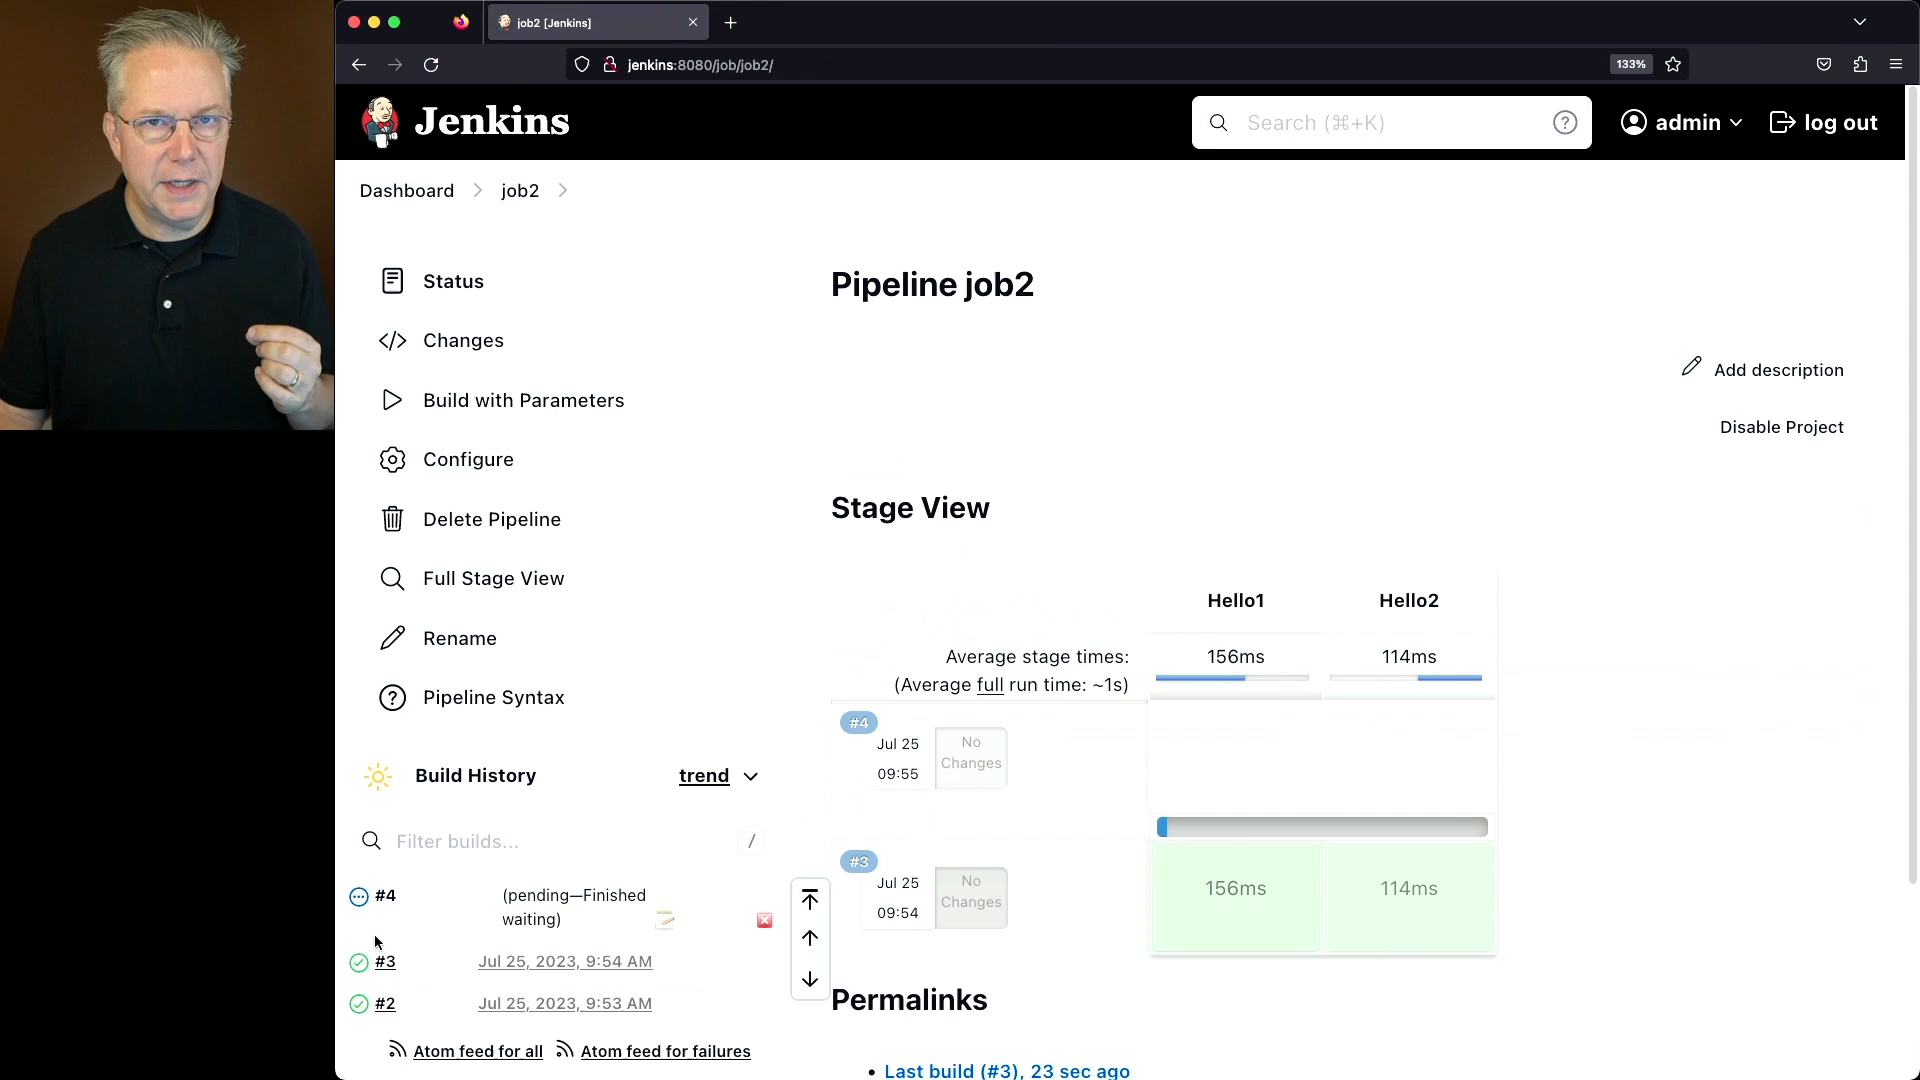 job2 [Jenkins]
jenkins:8080/job/job2/
133%
Jenkins
Search (⌘+K)
admin
log out
Dashboard
job2
Status
Changes
Build with Parameters
Configure
Delete Pipeline
Full Stage View
Rename
Pipeline Syntax
Build History
trend
Filter builds...
/
#4
(pending—Finished
waiting)
#3
Jul 25, 2023, 9:54 AM
#2
Jul 25, 2023, 9:53 AM
Atom feed for all
Atom feed for failures
Pipeline job2
Add description
Disable Project
Stage View
Hello1
Hello2
Average stage times:
156ms
114ms
(Average full run time: ~1s)
#4
Jul 25
09:55
No
Changes
#3
Jul 25
09:54
No
Changes
156ms
114ms
Permalinks
• Last build (#3), 23 sec ago